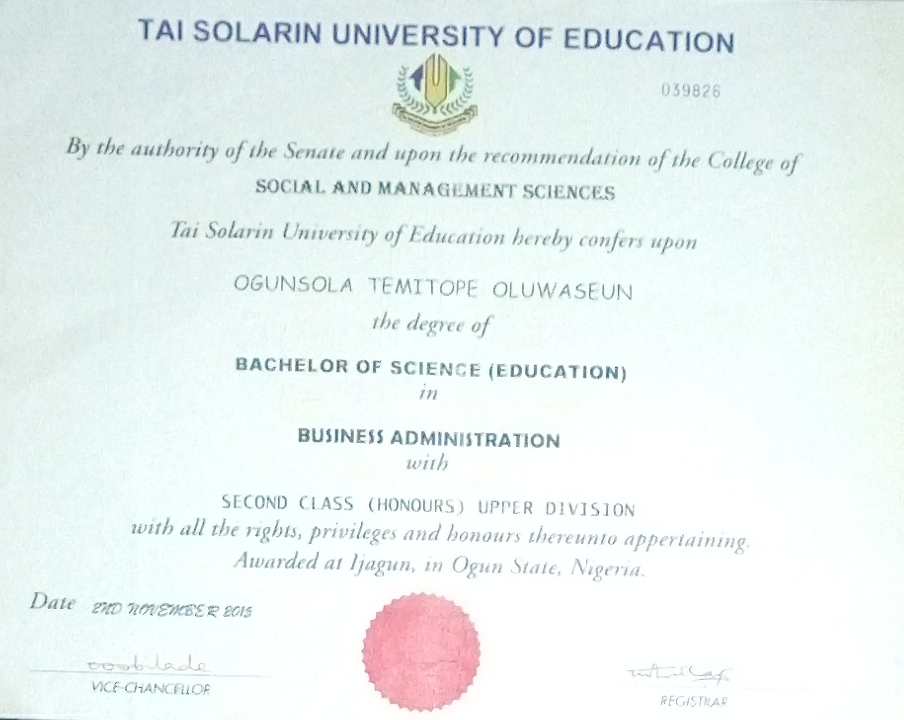 TAI SOLARIN UNIVERSITY OF EDUCATION
039826
By the authority of the Senate and upon the recommendation of the College of
SOCIAL AND MANAGEMENT SCIENCES
Tai Solarin University of Education hereby confers upon
OGUNSOLA TEMITOPE OLUWASEUN
the degree of
BACHELOR OF SCIENCE (EDUCATION)
in
BUSINESS ADMINISTRATION
with
SECOND CLASS (HONOURS) UPPER DIVISION
with all the rights, privileges and honours thereunto appertaining.
Awarded at Ijagun, in Ogun State, Nigeria.
Date 2ND NOVEMBER 2015
VICE-CHANCELLOR
REGISTRAR